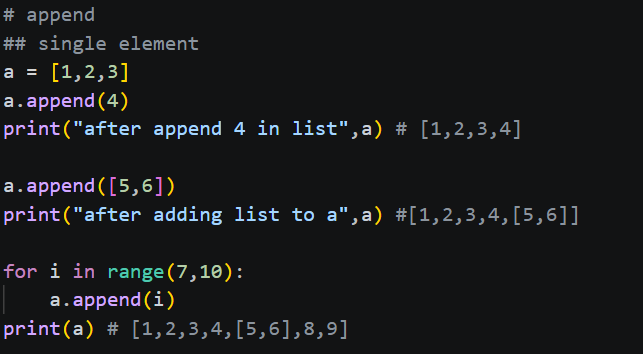 # append
## single element
a = [1,2,3]
a.append(4)
print("after append 4 in list",a) # [1,2,3,4]
a.append([5,6])
print("after adding list to a",a) #[1,2,3,4,[5,6]]
for i in range(7,10):
    a.append(i)
print(a) # [1,2,3,4,[5,6],8,9]